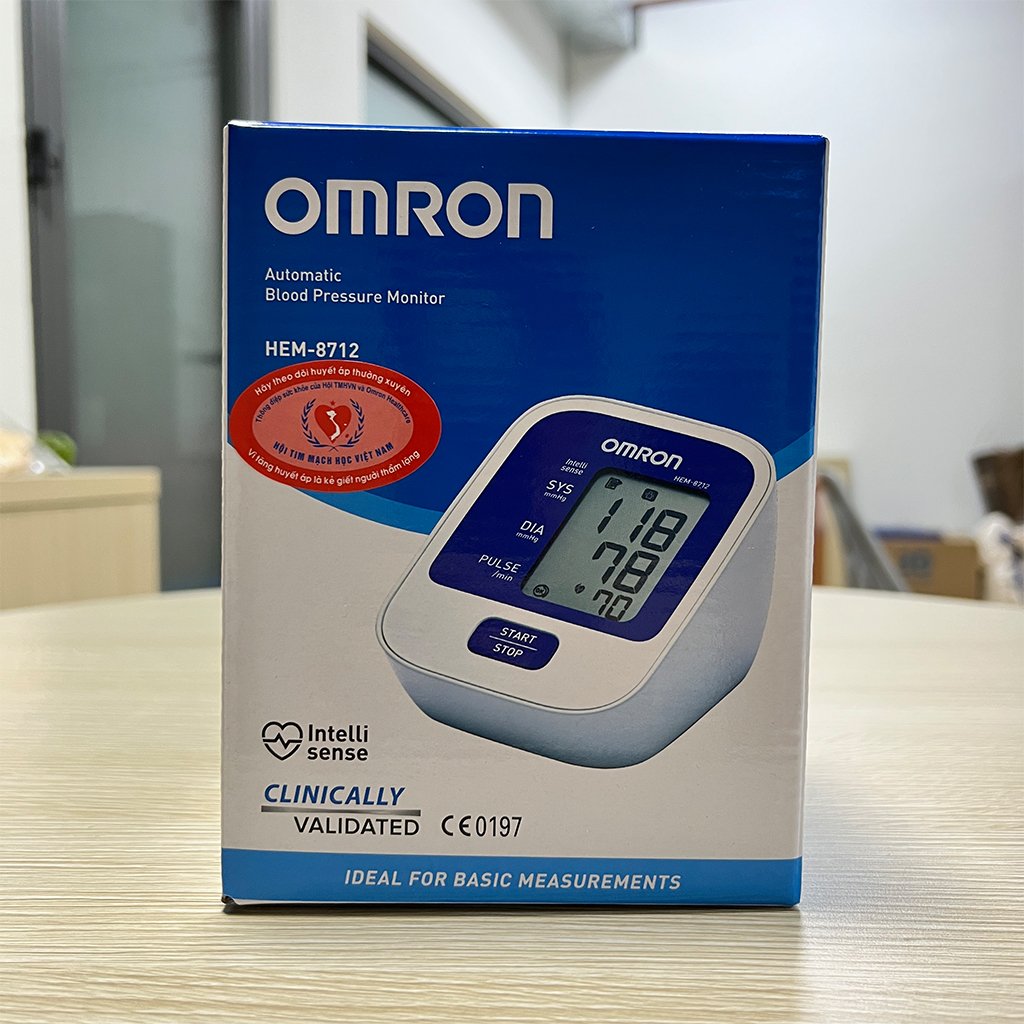 OMRON
Automatic
Blood Pressure Monitor
HEM-8712
Hãy theo dõi huyết áp thường xuyên
Thông điệp sức khỏe của Hội TMHVN và Omron Healthcare
HỘI TIM MẠCH HỌC VIỆT NAM
Vì tăng huyết áp là kẻ giết người thầm lặng
OMRON
Intelli
sense
HEM-8712
SYS
mmHg
118
DIA
mmHg
78
PULSE
/min
OK
70
START
STOP
Intelli
sense
CLINICALLY
VALIDATED
CE0197
IDEAL FOR BASIC MEASUREMENTS